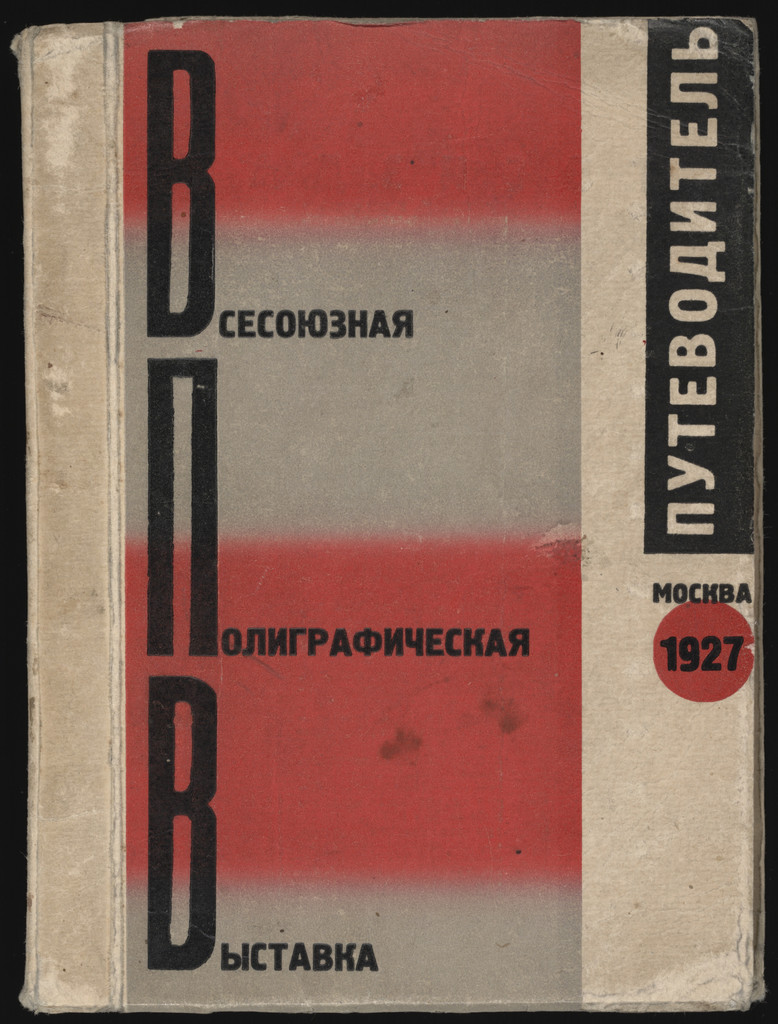 ВСЕСОЮЗНАЯ
ПОЛИГРАФИЧЕСКАЯ
ВЫСТАВКА
ПУТЕВОДИТЕЛЬ
МОСКВА
1927